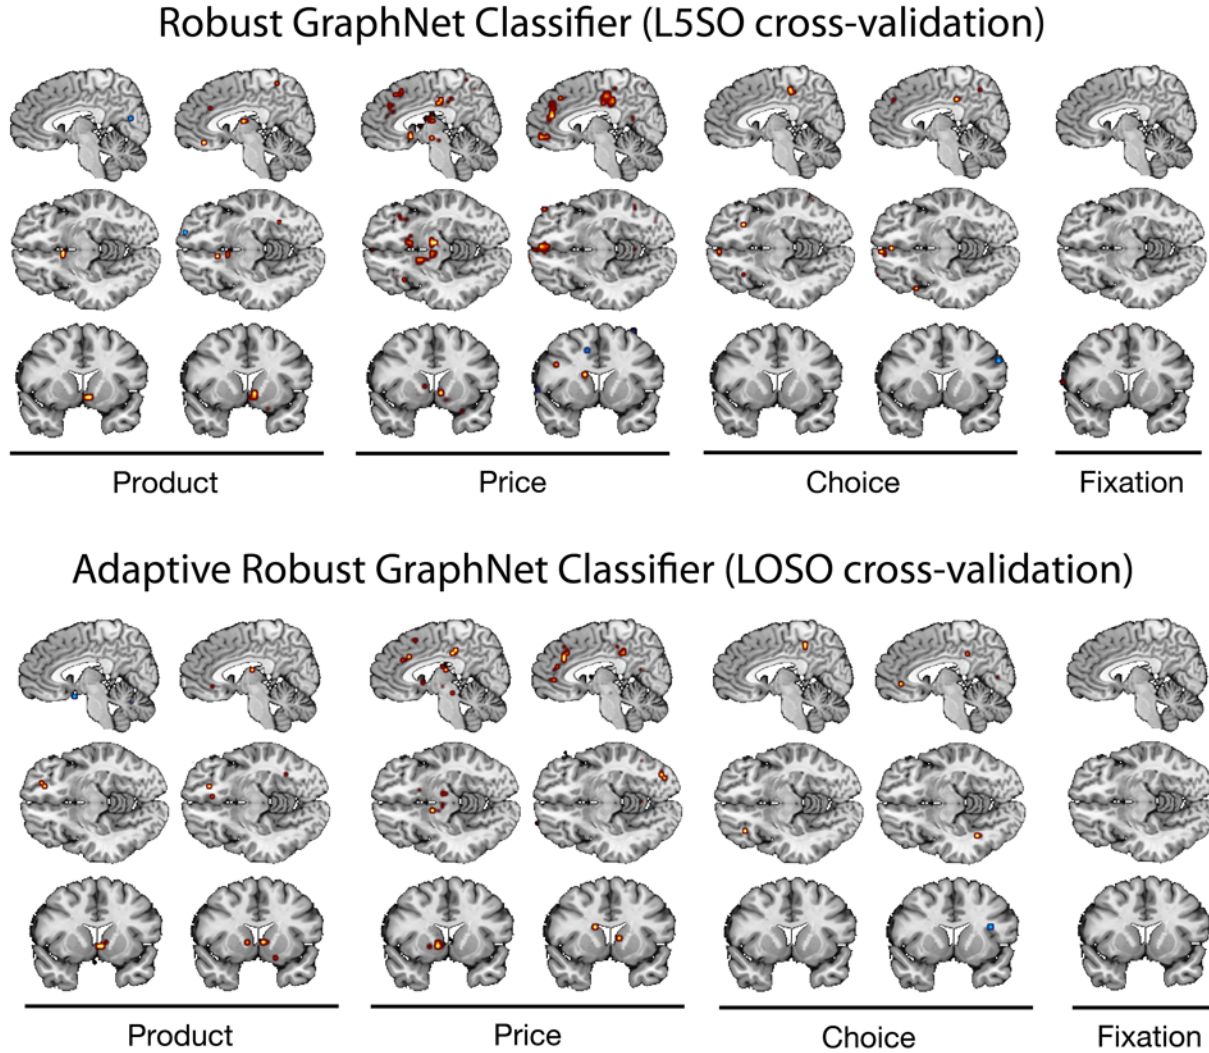 Robust GraphNet Classifier (L5SO cross-validation)
Product Price Choice Fixation
Adaptive Robust GraphNet Classifier (LOSO cross-validation)
Product Price Choice Fixation